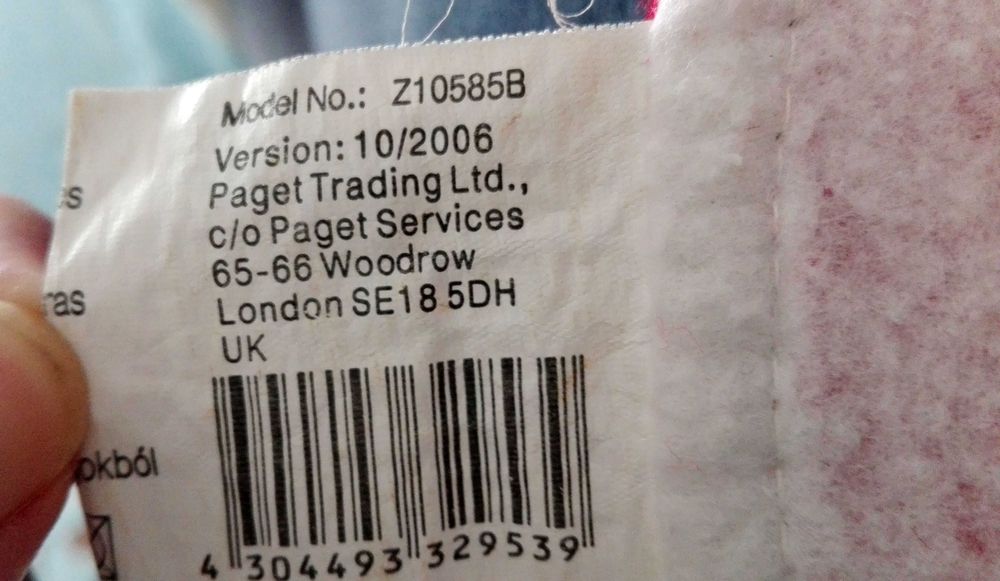 Model No.: Z10585B
Version: 10/2006
Paget Trading Ltd.,
c/o Paget Services
65-66 Woodrow
London SE18 5DH
UK
4 304493 329539